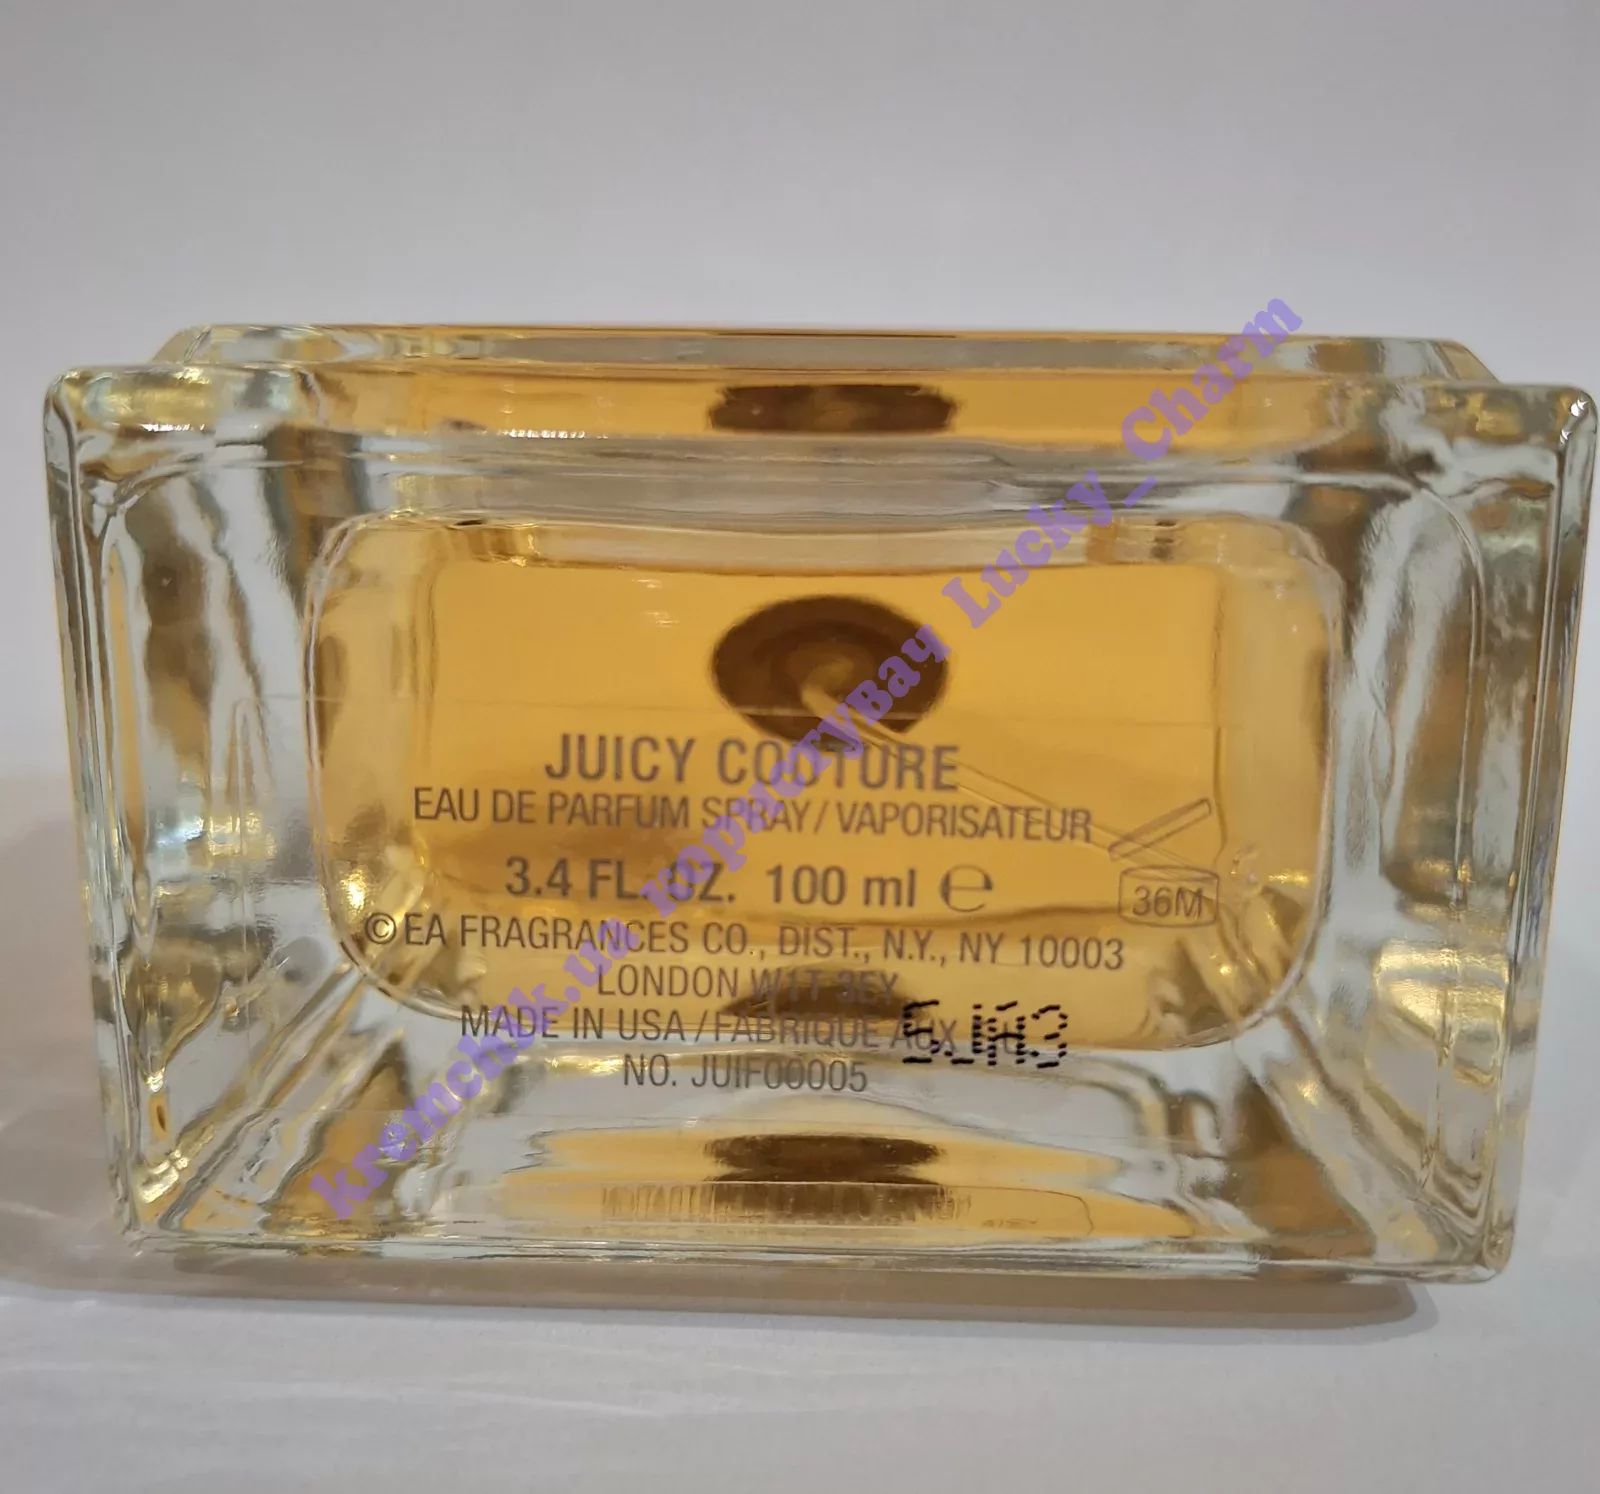 JUICY COUTURE
EAU DE PARFUM SPRAY/VAPORISATEUR
3.4 FL. OZ. 100 ml ℮
36M
© EA FRAGRANCES CO., DIST., N.Y., NY 10003
LONDON W1T 3EY
MADE IN USA/FABRIQUE AUX
NO. JUIF00005
kremchik.ua користувач Lucky_Charm